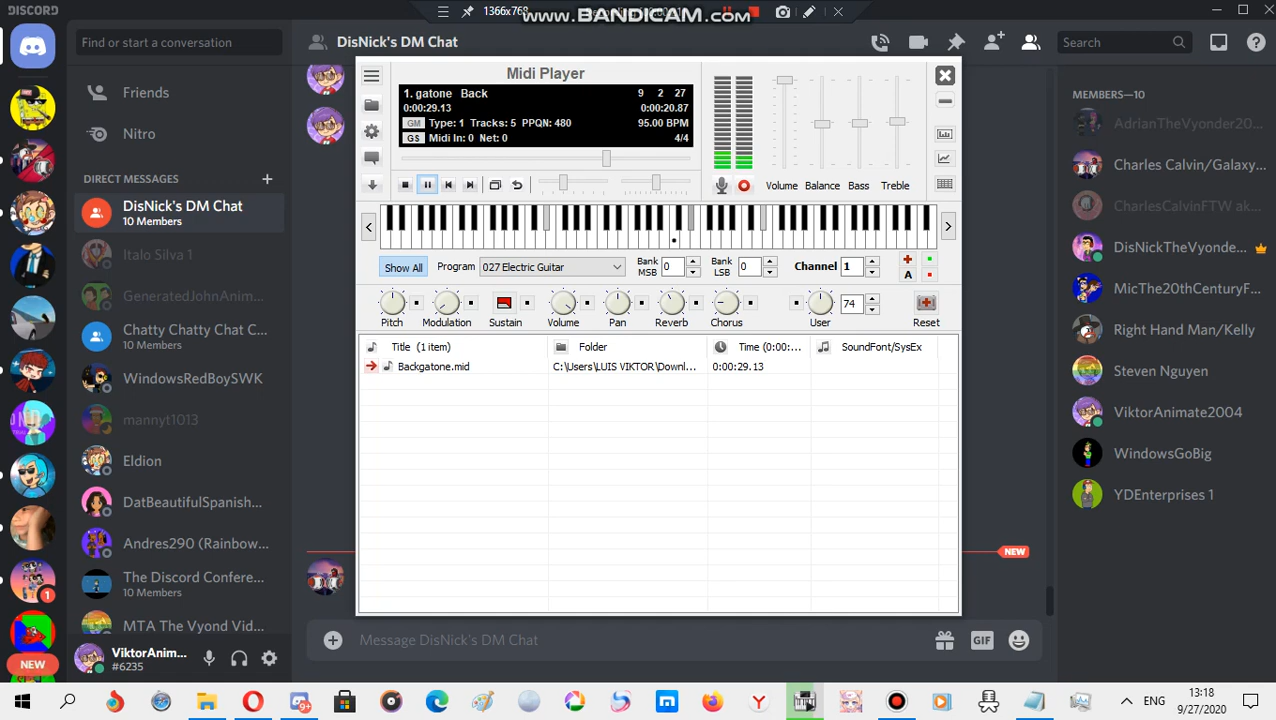 DISCORD
1366x768
www.BANDICAM.com
Find or start a conversation
DisNick's DM Chat
Search
Friends
Nitro
DIRECT MESSAGES
DisNick's DM Chat
10 Members
Italo Silva 1
GeneratedJohnAnim...
Chatty Chatty Chat C...
10 Members
WindowsRedBoySWK
mannyt1013
Eldion
DatBeautifulSpanish...
Andres290 (Rainbow...
The Discord Confere...
10 Members
MTA The Vyond Vid...
ViktorAnim...
#6235
1
NEW
Midi Player
1. gatone Back
9 2 27
0:00:29.13
0:00:20.87
GM Type: 1 Tracks: 5 PPQN: 480
95.00 BPM
GS Midi In: 0 Net: 0
4/4
Volume
Balance
Bass
Treble
Show All
Program
027 Electric Guitar
Bank MSB
0
Bank LSB
0
Channel
1
A
Pitch
Modulation
Sustain
Volume
Pan
Reverb
Chorus
User
74
Reset
Title (1 item)
Folder
Time (0:00:...
SoundFont/SysEx
Backgatone.mid
C:\Users\LUIS VIKTOR\Downl...
0:00:29.13
NEW
Message DisNick's DM Chat
GIF
MEMBERS—10
AdrianTheVyonder20...
Charles Calvin/Galaxy...
CharlesCalvinFTW ak...
DisNickTheVyonde...
MicThe20thCenturyF...
Right Hand Man/Kelly
Steven Nguyen
ViktorAnimate2004
WindowsGoBig
YDEnterprises 1
9+
ENG
13:18
9/27/2020